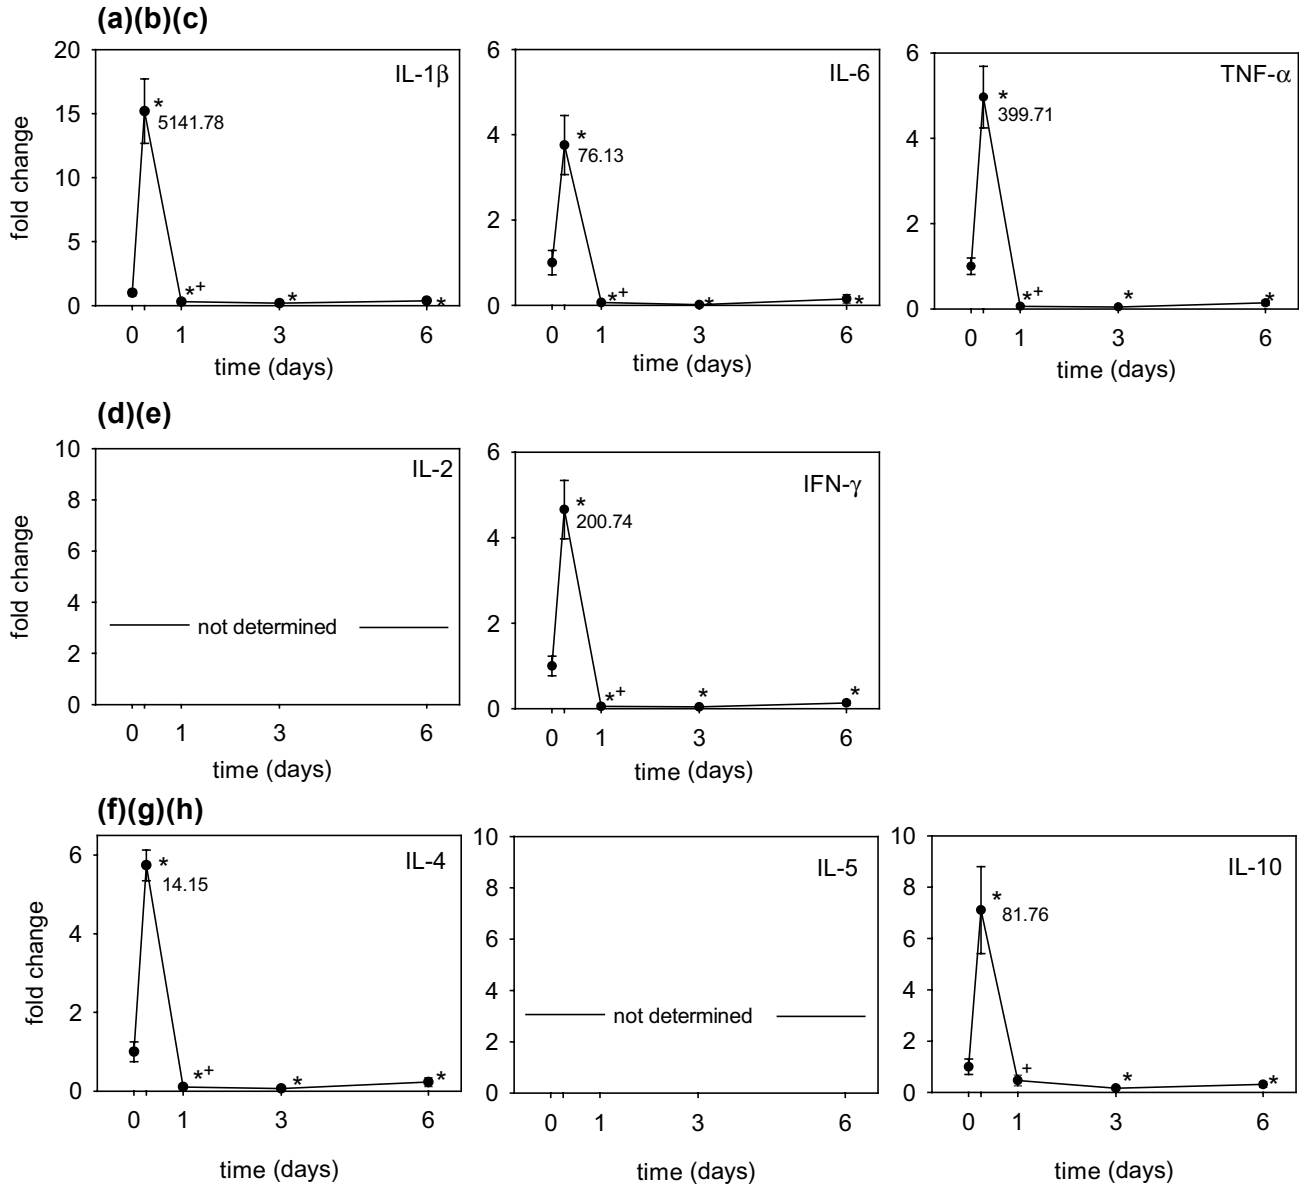 (a)(b)(c)
fold change
20
15
10
5
0
IL-1β
*
5141.78
*+
*
*
0 1 3 6
time (days)
6
4
2
0
IL-6
*
76.13
*+
*
*
0 1 3 6
time (days)
6
4
2
0
TNF-α
*
399.71
*+
*
*
0 1 3 6
time (days)
(d)(e)
fold change
10
8
6
4
2
0
IL-2
not determined
0 1 3 6
time (days)
6
4
2
0
IFN-γ
*
200.74
*+
*
*
0 1 3 6
time (days)
(f)(g)(h)
fold change
6
4
2
0
IL-4
*
14.15
*+
*
*
0 1 3 6
time (days)
10
8
6
4
2
0
IL-5
not determined
0 1 3 6
time (days)
10
8
6
4
2
0
IL-10
*
81.76
+
*
*
0 1 3 6
time (days)